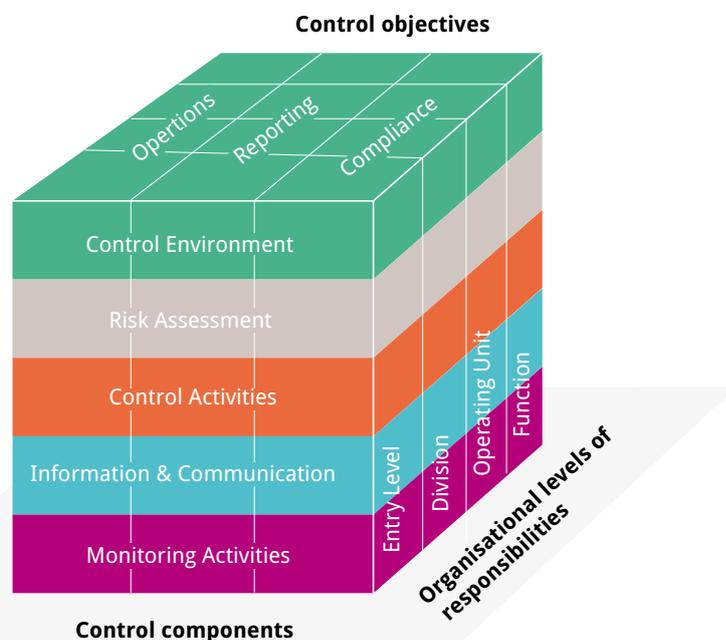 Control objectives
Opertions
Reporting
Compliance
Control Environment
Risk Assessment
Control Activities
Information & Communication
Monitoring Activities
Entry Level
Division
Operating Unit
Function
Organisational levels of
responsibilities
Control components